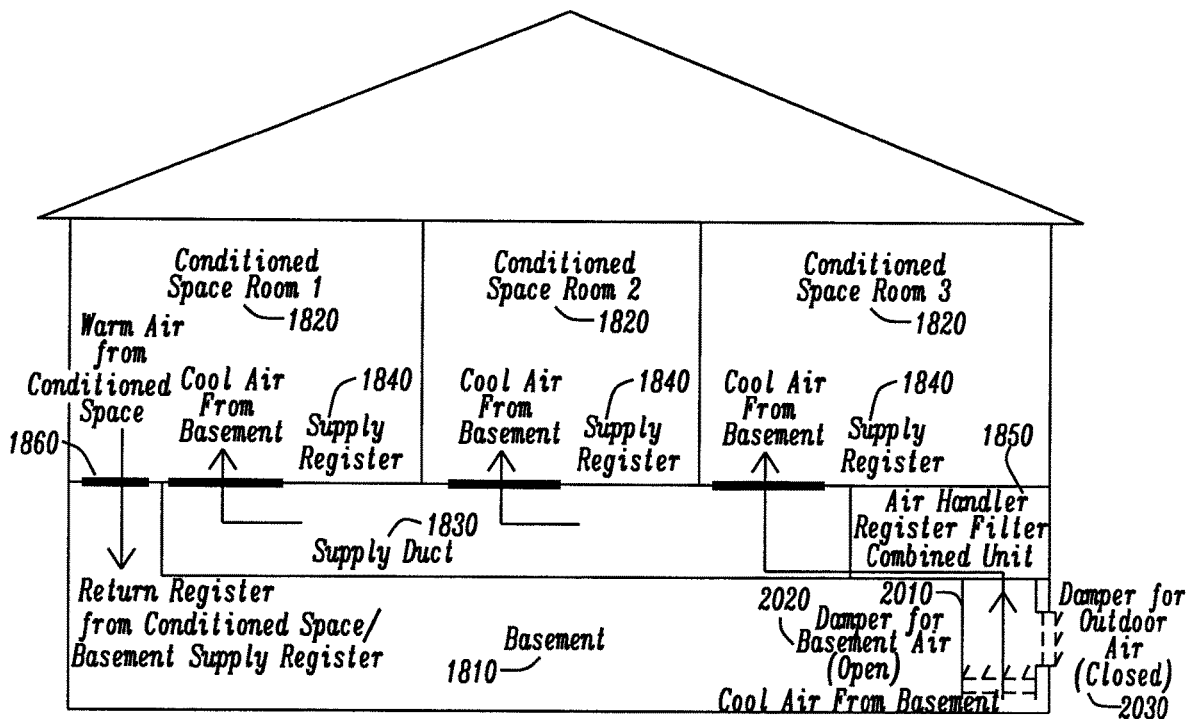 Conditioned
Space Room 1
1820
Conditioned
Space Room 2
1820
Conditioned
Space Room 3
1820
Warm Air
from
Conditioned
Space
1860
Cool Air
From
Basement
1840
Supply
Register
Cool Air
From
Basement
1840
Supply
Register
Cool Air
From
Basement
1840
Supply
Register
1850
Air Handler
Register Filter
Combined Unit
1830
Supply Duct
Return Register
from Conditioned Space/
Basement Supply Register
Basement
1810
2020
2010
Damper for
Basement Air
(Open)
Cool Air From Basement
Damper for
Outdoor
Air
(Closed)
2030